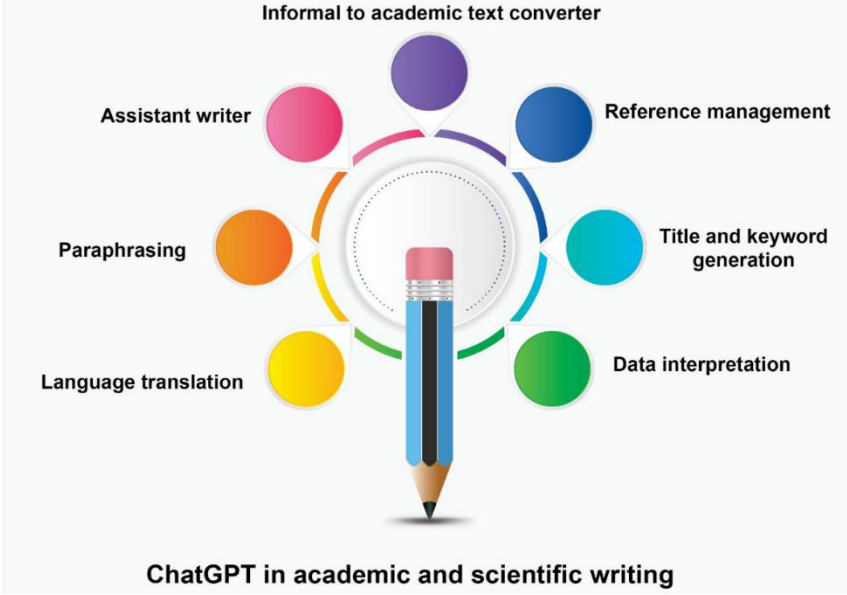 Informal to academic text converter
Assistant writer
Reference management
Paraphrasing
Title and keyword
generation
Language translation
Data interpretation
ChatGPT in academic and scientific writing